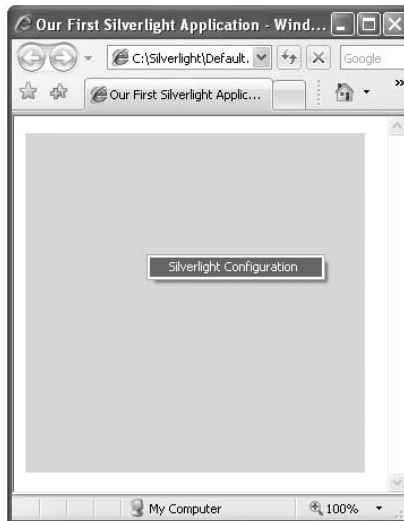 Our First Silverlight Application - Wind...
C:\Silverlight\Default.
Google
Our First Silverlight Applic...
»
Silverlight Configuration
My Computer
100%